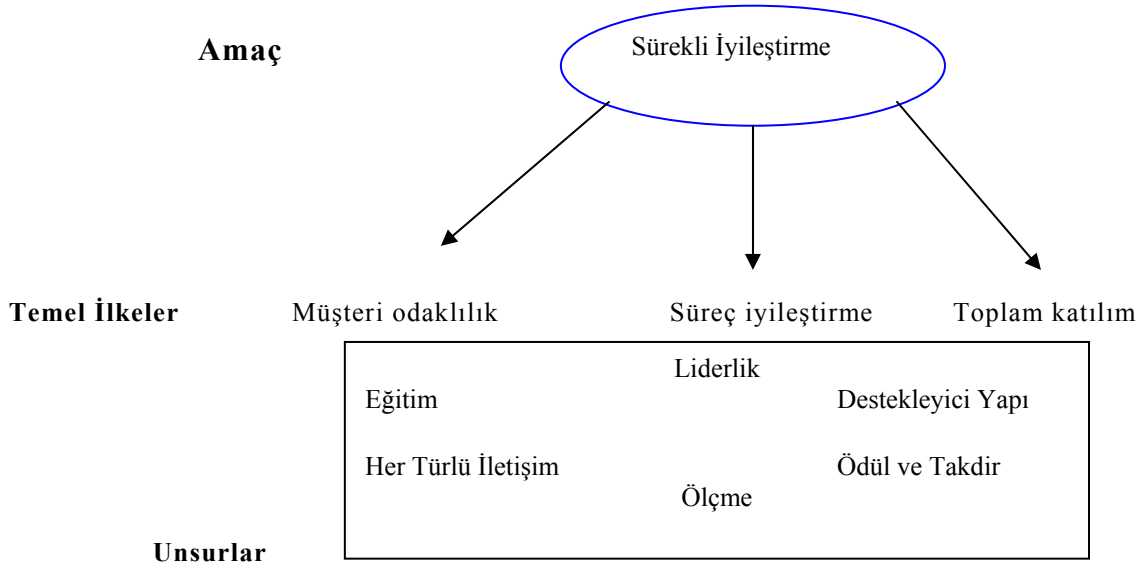 Amaç
Sürekli İyileştirme
Temel İlkeler
Müşteri odaklılık
Süreç iyileştirme
Toplam katılım
Liderlik
Eğitim
Destekleyici Yapı
Her Türlü İletişim
Ödül ve Takdir
Ölçme
Unsurlar